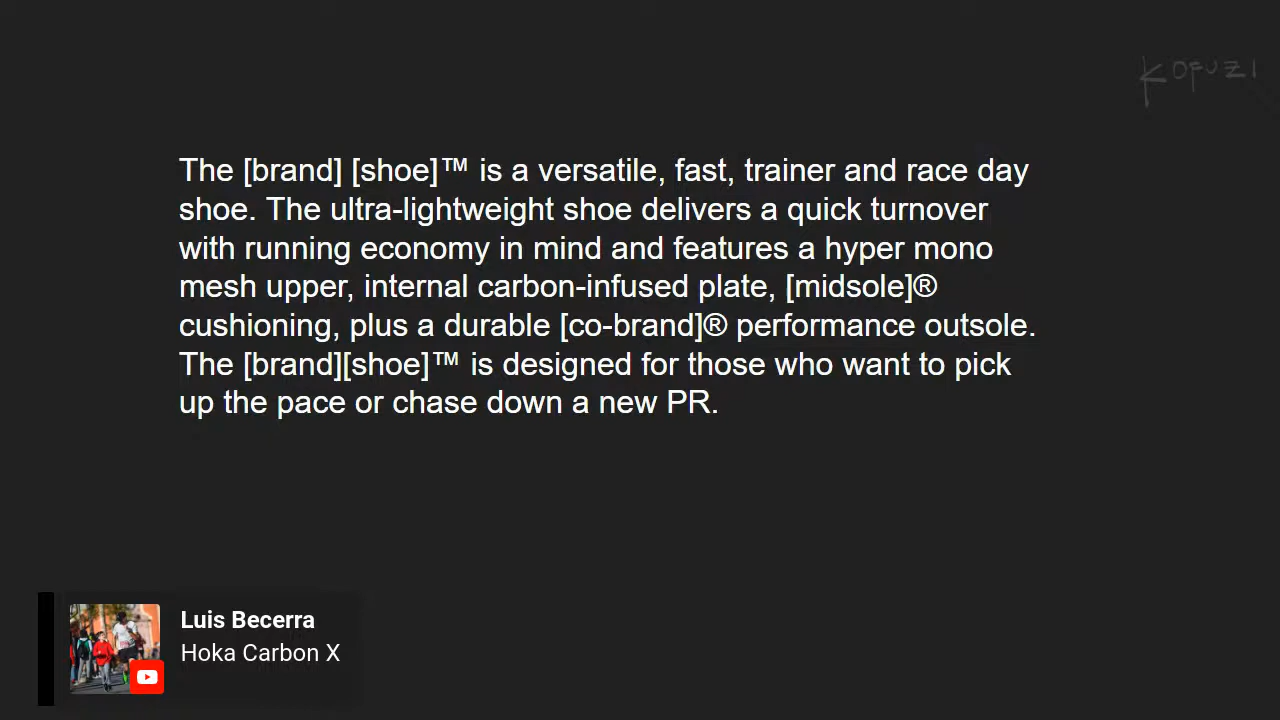 KOFUZI
The [brand] [shoe]™ is a versatile, fast, trainer and race day
shoe. The ultra-lightweight shoe delivers a quick turnover
with running economy in mind and features a hyper mono
mesh upper, internal carbon-infused plate, [midsole]®
cushioning, plus a durable [co-brand]® performance outsole.
The [brand][shoe]™ is designed for those who want to pick
up the pace or chase down a new PR.
Luis Becerra
Hoka Carbon X